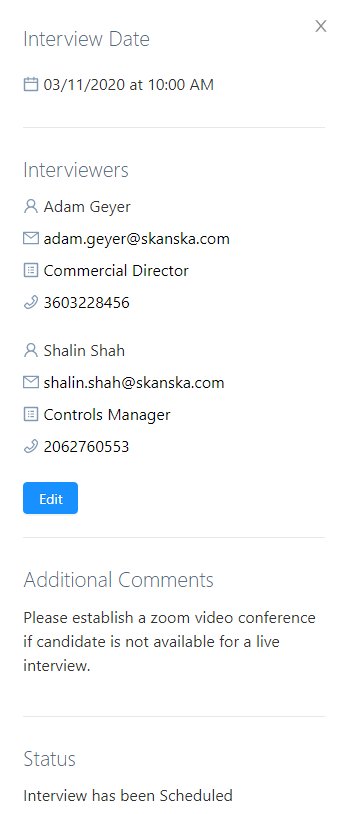 Interview Date
03/11/2020 at 10:00 AM
Interviewers
Adam Geyer
adam.geyer@skanska.com
Commercial Director
3603228456
Shalin Shah
shalin.shah@skanska.com
Controls Manager
2062760553
Edit
Additional Comments
Please establish a zoom video conference
if candidate is not available for a live
interview.
Status
Interview has been Scheduled